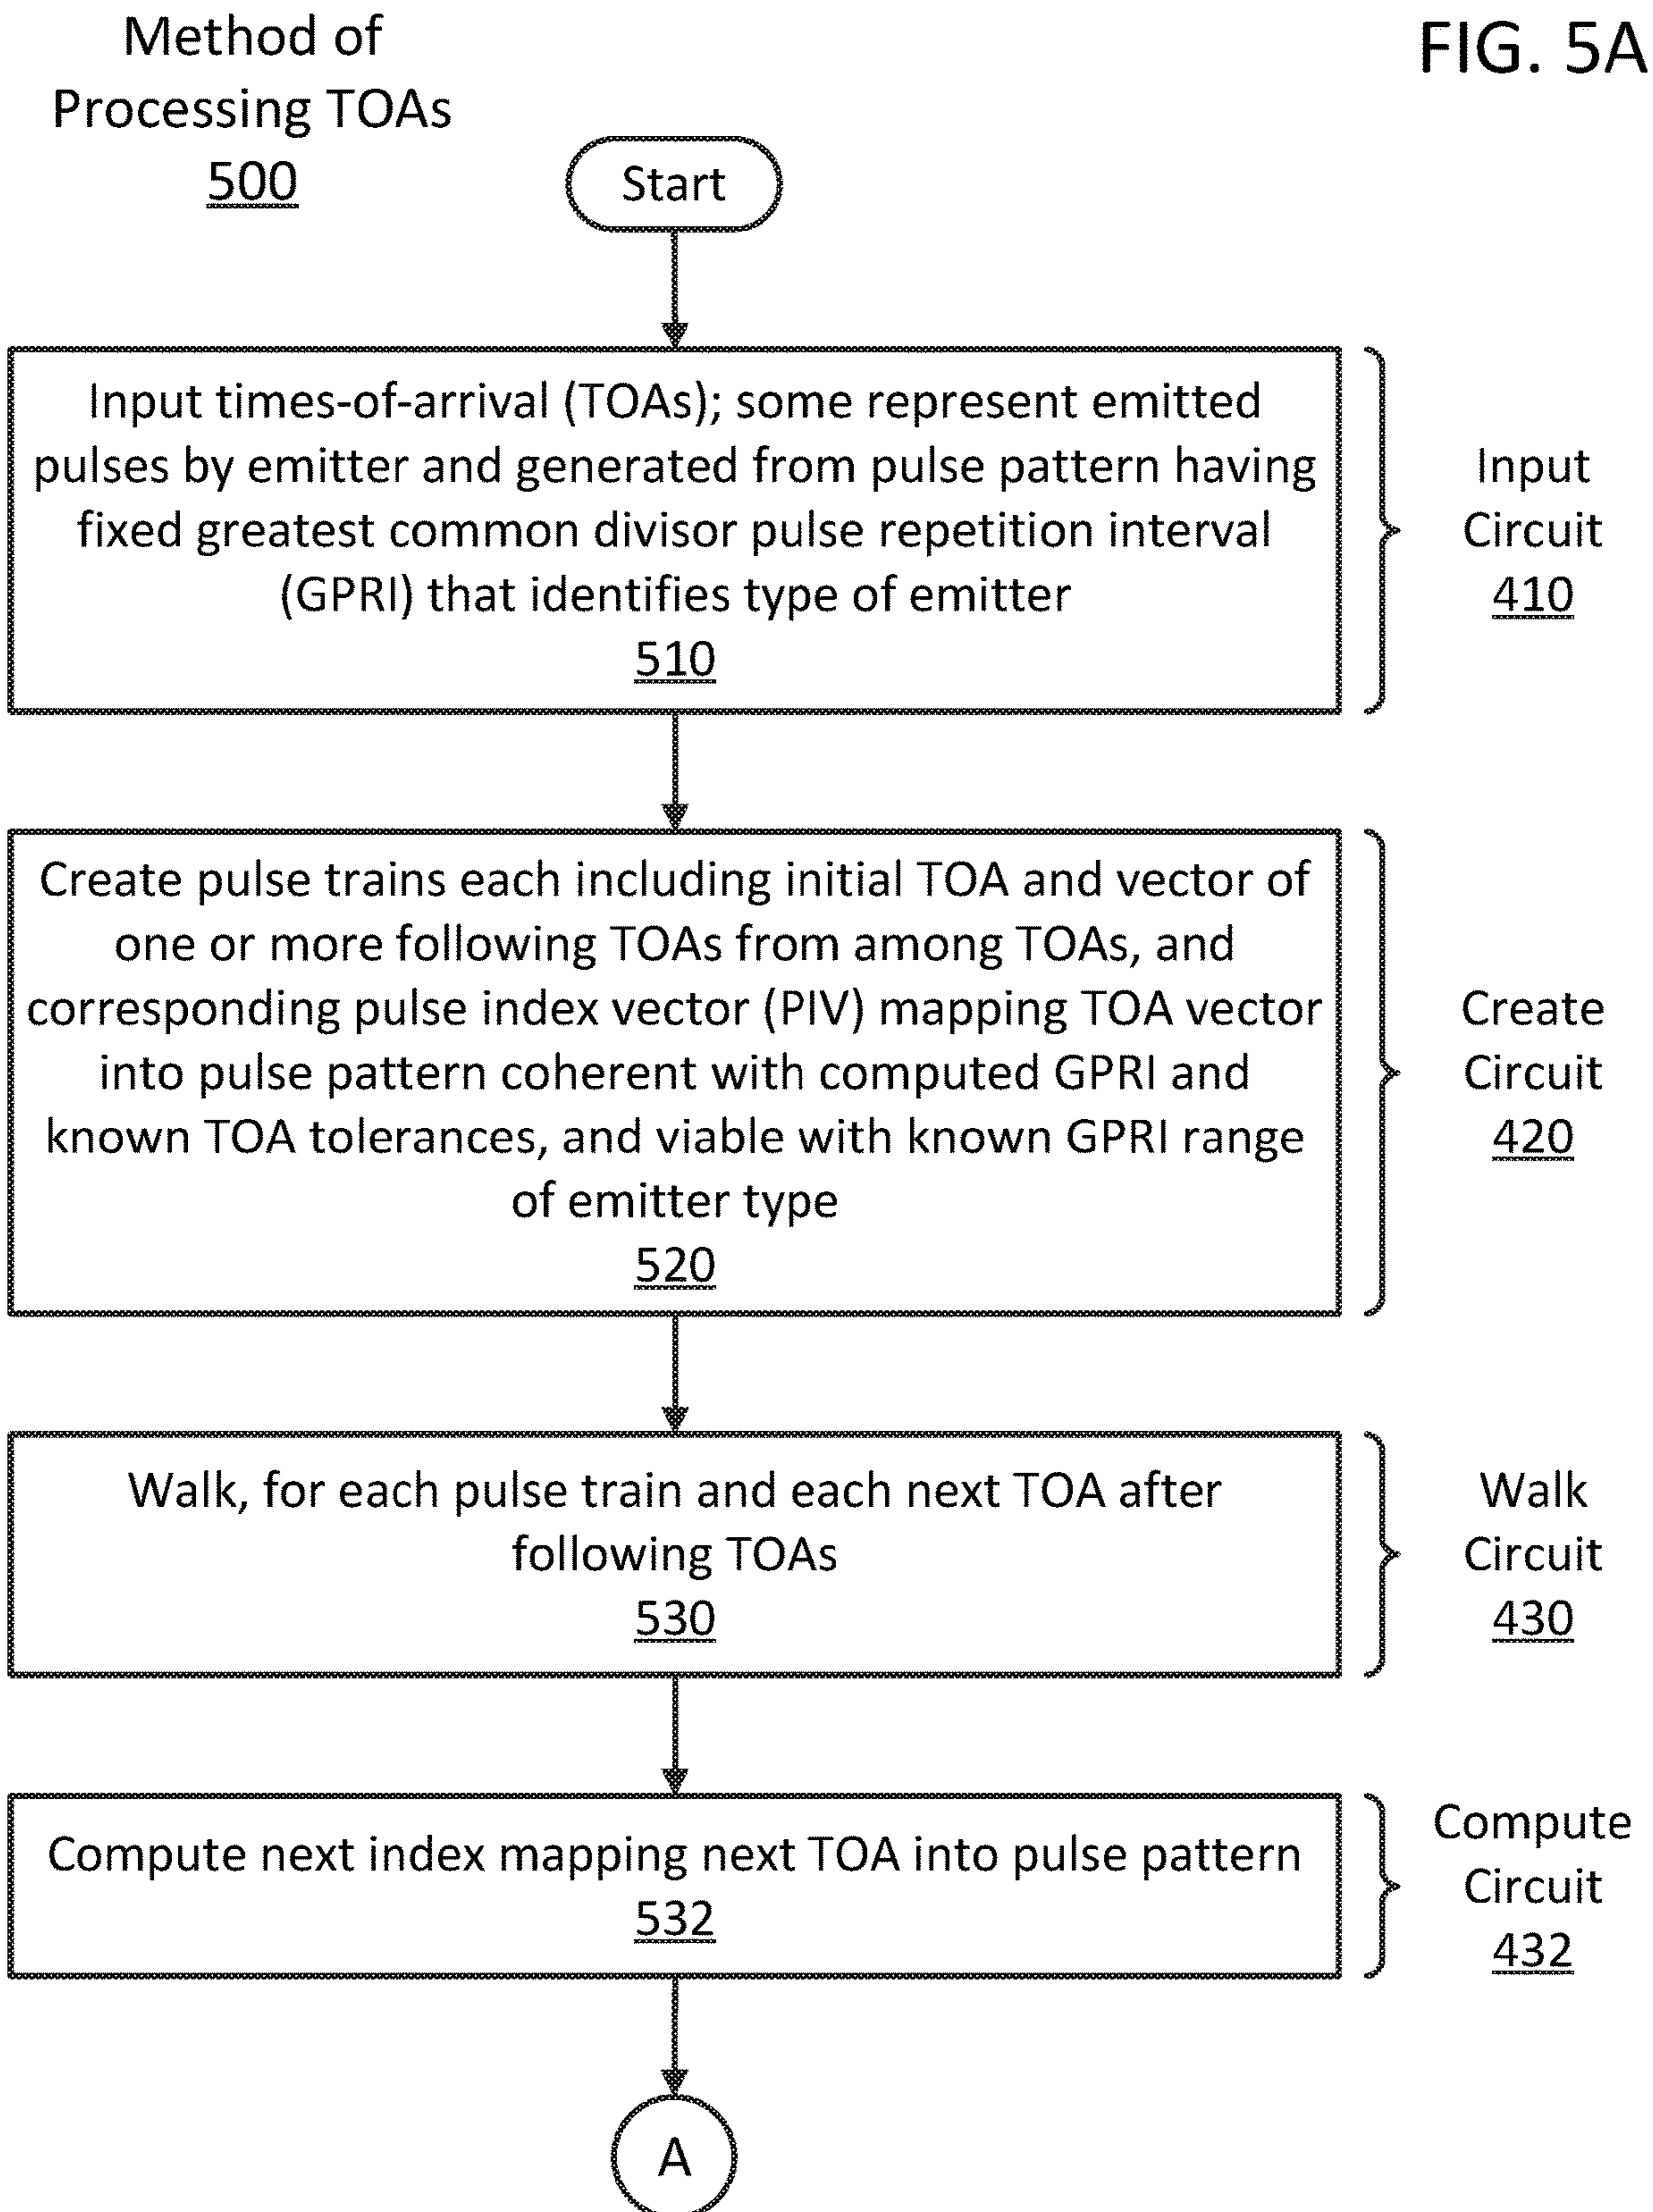 Method of
Processing TOAs
500
FIG. 5A
Start
Input times-of-arrival (TOAs); some represent emitted
pulses by emitter and generated from pulse pattern having
fixed greatest common divisor pulse repetition interval
(GPRI) that identifies type of emitter
510
Input
Circuit
410
Create pulse trains each including initial TOA and vector of
one or more following TOAs from among TOAs, and
corresponding pulse index vector (PIV) mapping TOA vector
into pulse pattern coherent with computed GPRI and
known TOA tolerances, and viable with known GPRI range
of emitter type
520
Create
Circuit
420
Walk, for each pulse train and each next TOA after
following TOAs
530
Walk
Circuit
430
Compute next index mapping next TOA into pulse pattern
532
Compute
Circuit
432
A